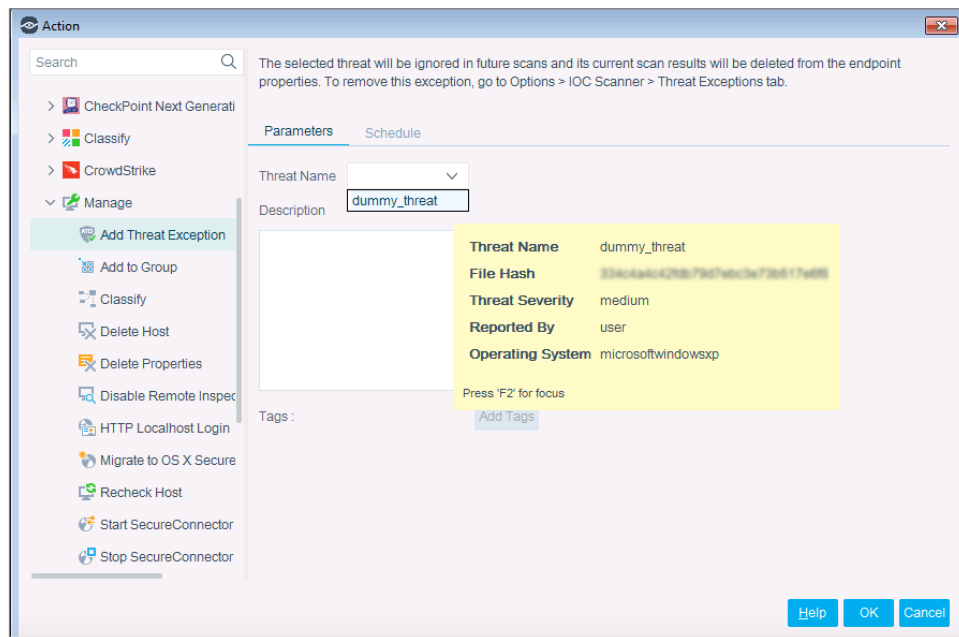 Action
Search
CheckPoint Next Generati
Classify
CrowdStrike
Manage
Add Threat Exception
Add to Group
Classify
Delete Host
Delete Properties
Disable Remote Inspec
HTTP Localhost Login
Migrate to OS X Secure
Recheck Host
Start SecureConnector
Stop SecureConnector
The selected threat will be ignored in future scans and its current scan results will be deleted from the endpoint
properties. To remove this exception, go to Options > IOC Scanner > Threat Exceptions tab.
Parameters Schedule
Threat Name
dummy_threat
Description
Threat Name dummy_threat
File Hash
Threat Severity medium
Reported By user
Operating System microsoftwindowsxp
Press 'F2' for focus
Tags :
Add Tags
Help OK Cancel